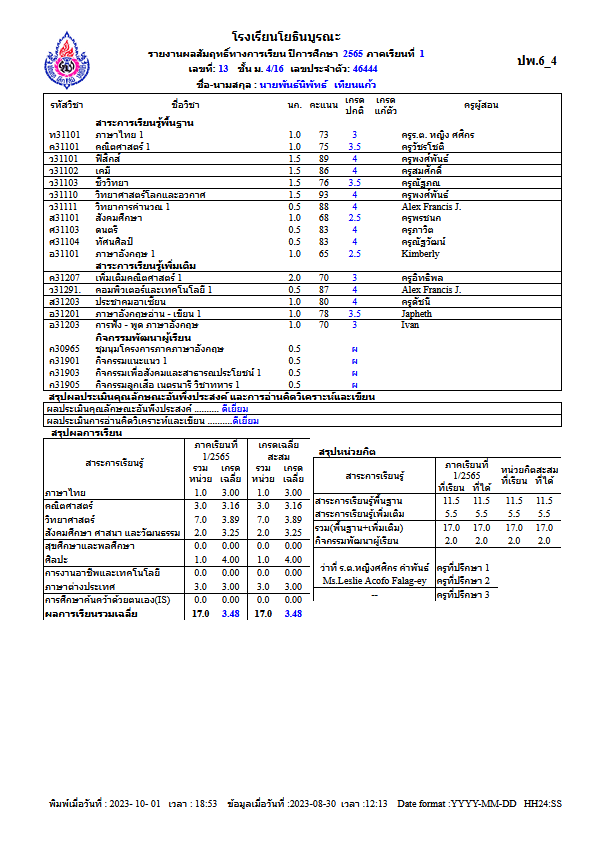 โรงเรียนโยธินบูรณะ
รายงานผลสัมฤทธิ์ทางการเรียน ปีการศึกษา 2565 ภาคเรียนที่ 1
ปพ.6_4
เลขที่: 13 ชั้น ม. 4/16 เลขประจำตัว: 46444
ชื่อ-นามสกุล : นายพันธ์นิพัทธ์ เทียนแก้ว
รหัสวิชา ชื่อวิชา นก. คะแนน เกรดปกติ เกรดแก้ตัว ครูผู้สอน
สาระการเรียนรู้พื้นฐาน
ท31101 ภาษาไทย 1 1.0 73 3 ครูร.ต. หญิง ศศิกร
ค31101 คณิตศาสตร์ 1 1.0 75 3.5 ครูวัชรโชติ
ว31101 ฟิสิกส์ 1.5 89 4 ครูพงศ์พันธ์
ว31102 เคมี 1.5 86 4 ครูสมศักดิ์
ว31103 ชีววิทยา 1.5 76 3.5 ครูณัฐภณ
ว31110 วิทยาศาสตร์โลกและอวกาศ 1.5 93 4 ครูพงศ์พันธ์
ว31111 วิทยาการคำนวณ 1 0.5 88 4 Alex Francis J.
ส31101 สังคมศึกษา 1.0 68 2.5 ครูพรชนก
ศ31103 ดนตรี 0.5 83 4 ครูภาวิต
ศ31104 ทัศนศิลป์ 0.5 83 4 ครูณัฐวัฒน์
อ31101 ภาษาอังกฤษ 1 1.0 65 2.5 Kimberly
สาระการเรียนรู้เพิ่มเติม
ค31207 เพิ่มเติมคณิตศาสตร์ 1 2.0 70 3 ครูอิทธิพล
ว31291. คอมพิวเตอร์และเทคโนโลยี 1 0.5 87 4 Alex Francis J.
ส31203 ประชาคมอาเซียน 1.0 80 4 ครูดัชนี
อ31201 ภาษาอังกฤษอ่าน - เขียน 1 1.0 78 3.5 Japheth
อ31203 การฟัง - พูด ภาษาอังกฤษ 1.0 70 3 Ivan
กิจกรรมพัฒนาผู้เรียน
ก30965 ชุมนุมโครงการภาคภาษาอังกฤษ 0.5 ผ
ก31901 กิจกรรมแนะแนว 1 0.5 ผ
ก31903 กิจกรรมเพื่อสังคมและสาธารณประโยชน์ 1 0.5 ผ
ก31905 กิจกรรมลูกเสือ เนตรนารี วิชาทหาร 1 0.5 ผ
สรุปผลประเมินคุณลักษณะอันพึงประสงค์ และการอ่านคิดวิเคราะห์และเขียน
ผลประเมินคุณลักษณะอันพึงประสงค์ .......... ดีเยี่ยม
ผลประเมินการอ่านคิดวิเคราะห์และเขียน ..........ดีเยี่ยม
สรุปผลการเรียน
สาระการเรียนรู้ ภาคเรียนที่ 1/2565 เกรดเฉลี่ยสะสม
รวมหน่วย เกรดเฉลี่ย รวมหน่วย เกรดเฉลี่ย
ภาษาไทย 1.0 3.00 1.0 3.00
คณิตศาสตร์ 3.0 3.16 3.0 3.16
วิทยาศาสตร์ 7.0 3.89 7.0 3.89
สังคมศึกษา ศาสนา และวัฒนธรรม 2.0 3.25 2.0 3.25
สุขศึกษาและพลศึกษา 0.0 0.00 0.0 0.00
ศิลปะ 1.0 4.00 1.0 4.00
การงานอาชีพและเทคโนโลยี 0.0 0.00 0.0 0.00
ภาษาต่างประเทศ 3.0 3.00 3.0 3.00
การศึกษาค้นคว้าด้วยตนเอง(IS) 0.0 0.00 0.0 0.00
ผลการเรียนรวมเฉลี่ย 17.0 3.48 17.0 3.48
สรุปหน่วยกิต
สาระการเรียนรู้ ภาคเรียนที่ 1/2565 หน่วยกิตสะสม
ที่เรียน ที่ได้ ที่เรียน ที่ได้
สาระการเรียนรู้พื้นฐาน 11.5 11.5 11.5 11.5
สาระการเรียนรู้เพิ่มเติม 5.5 5.5 5.5 5.5
รวม(พื้นฐาน+เพิ่มเติม) 17.0 17.0 17.0 17.0
กิจกรรมพัฒนาผู้เรียน 2.0 2.0 2.0 2.0
ว่าที่ ร.ต.หญิงศศิกร คำพันธ์ ครูที่ปรึกษา 1
Ms.Leslie Acofo Falag-ey ครูที่ปรึกษา 2
-- ครูที่ปรึกษา 3
พิมพ์เมื่อวันที่ : 2023- 10- 01 เวลา : 18:53 ข้อมูลเมื่อวันที่ :2023-08-30 เวลา :12:13 Date format :YYYY-MM-DD HH24:SS